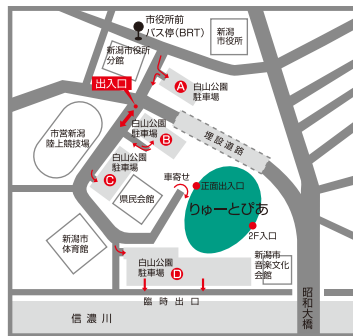 市役所前
バス停(BRT)
新潟市役所
分館
新潟市
市役所
出入口
A
白山公園
駐車場
白山公園
駐車場
B
埋設道路
市営新潟
陸上競技場
白山公園
駐車場
C
車寄せ
正面出入口
県民会館
りゅーとぴあ
2F入口
新潟市
体育館
新潟市
音楽文化
会館
白山公園
駐車場
D
臨時出口
信濃川
昭和大橋